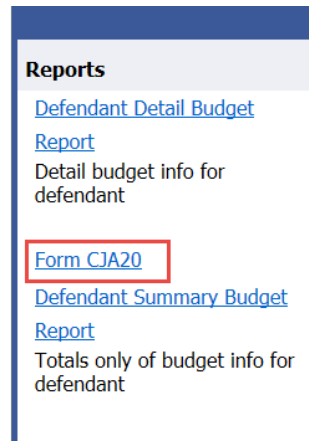 Reports
Defendant Detail Budget
Report
Detail budget info for
defendant
Form CJA20
Defendant Summary Budget
Report
Totals only of budget info for
defendant